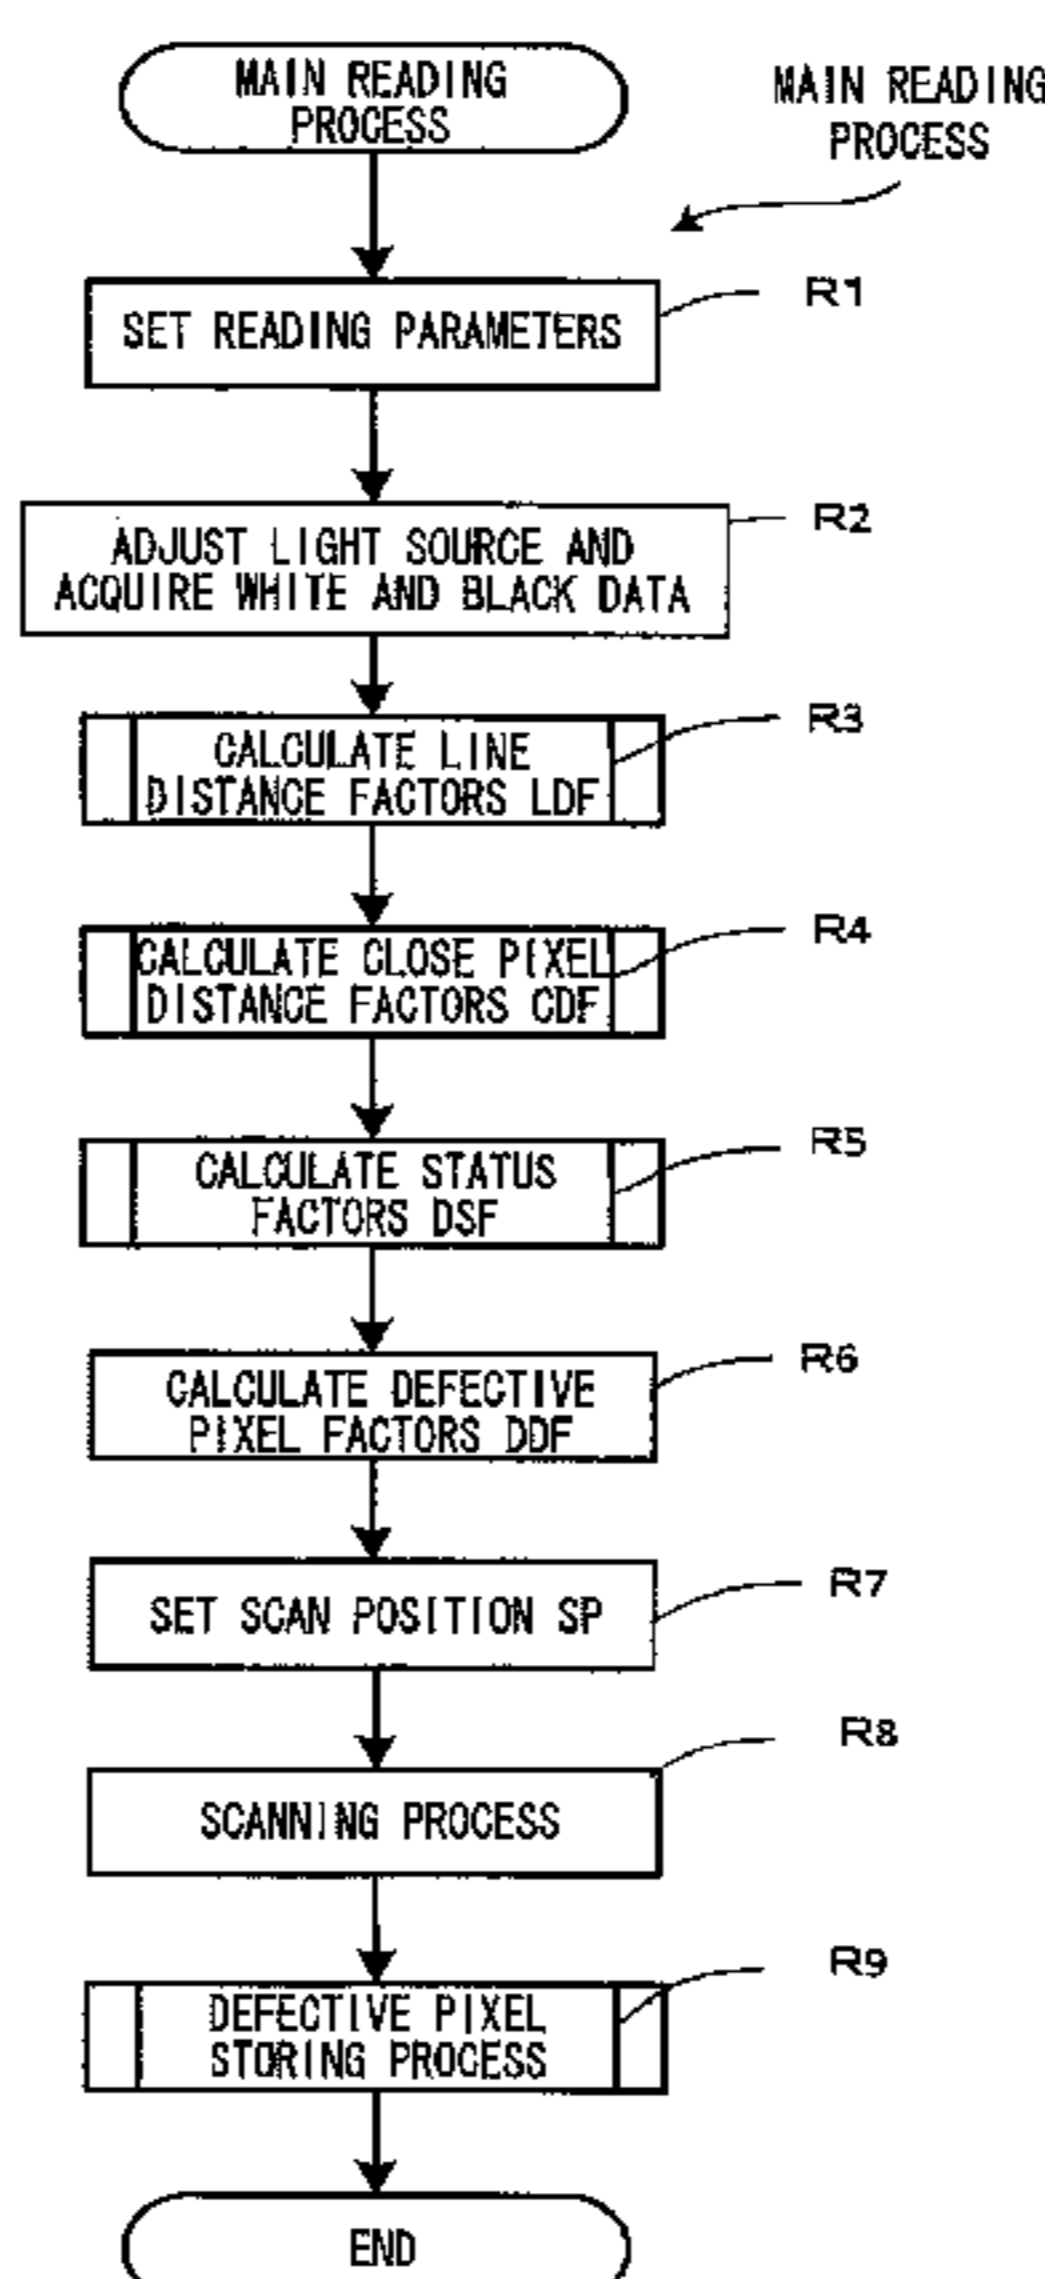 MAIN READING
PROCESS
MAIN READING
PROCESS
R1
SET READING PARAMETERS
R2
ADJUST LIGHT SOURCE AND
ACQUIRE WHITE AND BLACK DATA
R3
CALCULATE LINE
DISTANCE FACTORS LDF
R4
CALCULATE CLOSE PIXEL
DISTANCE FACTORS CDF
R5
CALCULATE STATUS
FACTORS DSF
R6
CALCULATE DEFECTIVE
PIXEL FACTORS DDF
R7
SET SCAN POSITION SP
R8
SCANNING PROCESS
R9
DEFECTIVE PIXEL
STORING PROCESS
END